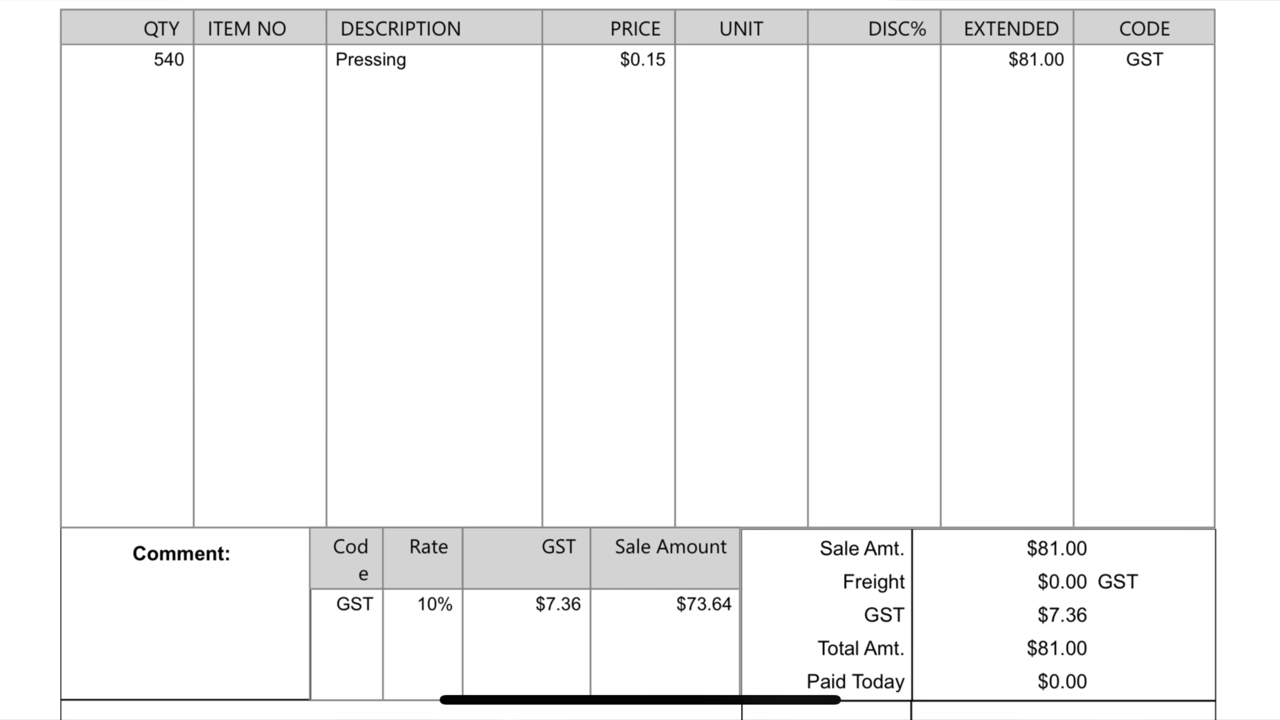 QTY ITEM NO DESCRIPTION PRICE UNIT DISC% EXTENDED CODE
540 Pressing $0.15 $81.00 GST
Comment:
Cod
e Rate GST Sale Amount
GST 10% $7.36 $73.64
Sale Amt. $81.00
Freight $0.00 GST
GST $7.36
Total Amt. $81.00
Paid Today $0.00